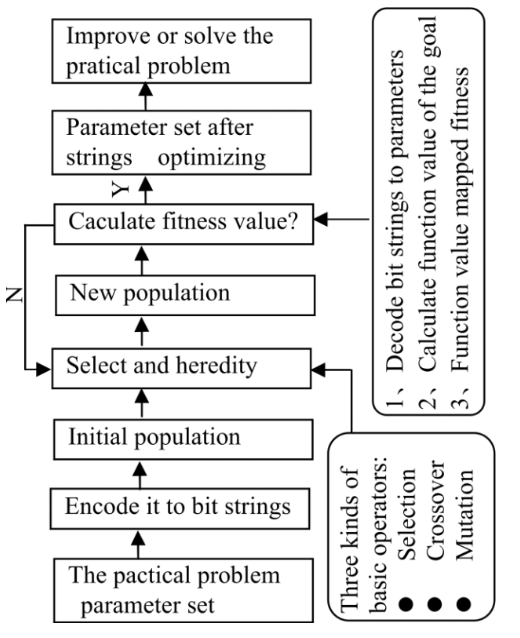 Improve or solve the
pratical problem
Parameter set after
strings optimizing
Y
Caculate fitness value?
N
New population
Select and heredity
Initial population
Encode it to bit strings
The pactical problem
parameter set
1、Decode bit strings to parameters
2、Calculate function value of the goal
3、Function value mapped fitness
Three kinds of
basic operators:
● Selection
● Crossover
● Mutation